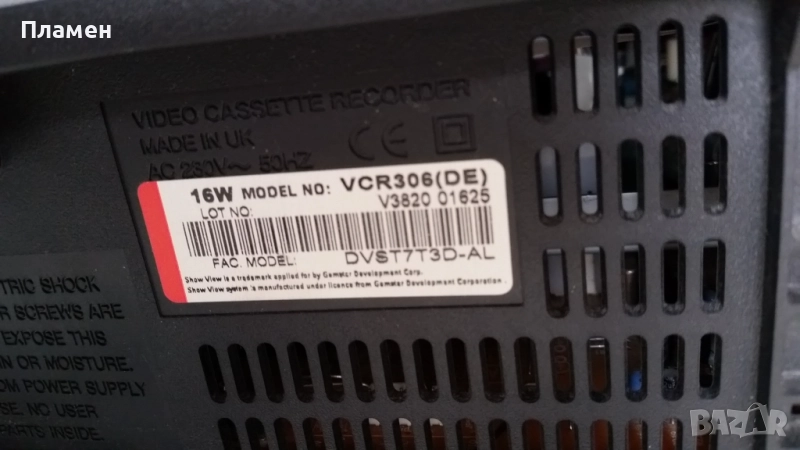 Пламен
VIDEO CASSETTE RECORDER
MADE IN UK
AC 230V~ 50HZ
CE
16W MODEL NO: VCR306(DE)
LOT NO: V3820 01625
FAC. MODEL: DVST7T3D-AL
Show View is a trademark applied for by Gemstar Development Corp.
Show View system is manufactured under licence from Gemstar Development Corporation.
TRIC SHOCK
R SCREWS ARE
EXPOSE THIS
IN OR MOISTURE.
OM POWER SUPPLY
SE. NO USER
PARTS INSIDE.
BAZAR